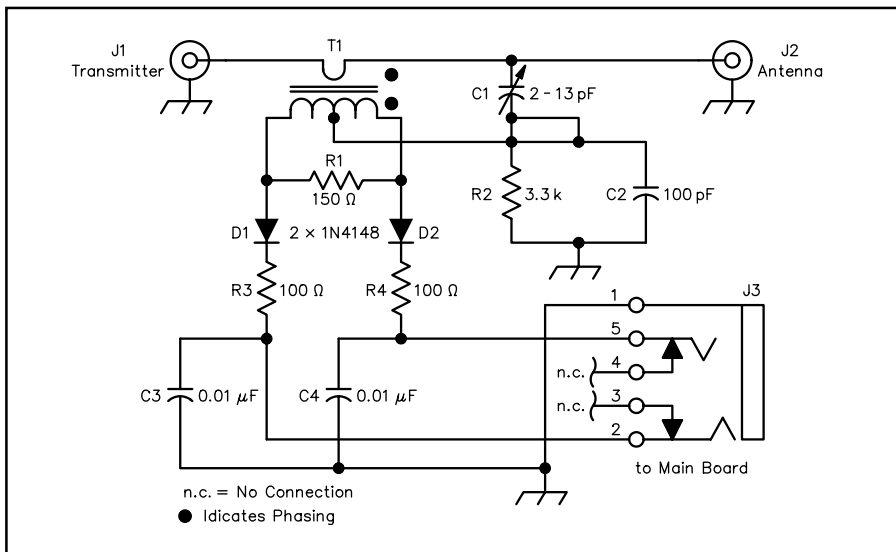 J1
Transmitter
T1
J2
Antenna
C1
2 - 13 pF
R1
150 Ω
R2
3.3 k
C2
100 pF
D1
2 × 1N4148
D2
R3
100 Ω
R4
100 Ω
J3
1
5
4
n.c.
3
n.c.
2
C3
0.01 µF
C4
0.01 µF
to Main Board
n.c. = No Connection
Idicates Phasing